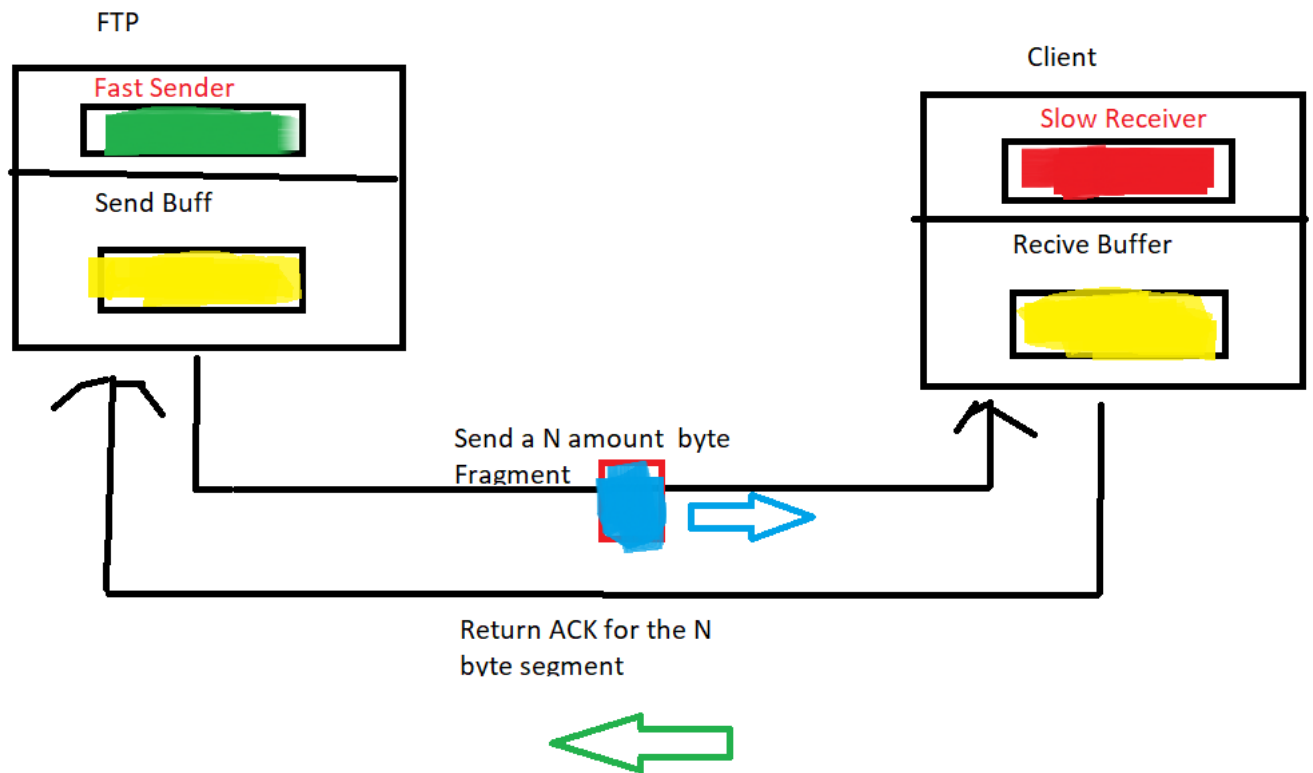 FTP
Fast Sender
Send Buff
Client
Slow Receiver
Recive Buffer
Send a N amount  byte
Fragment
Return ACK for the N
byte segment